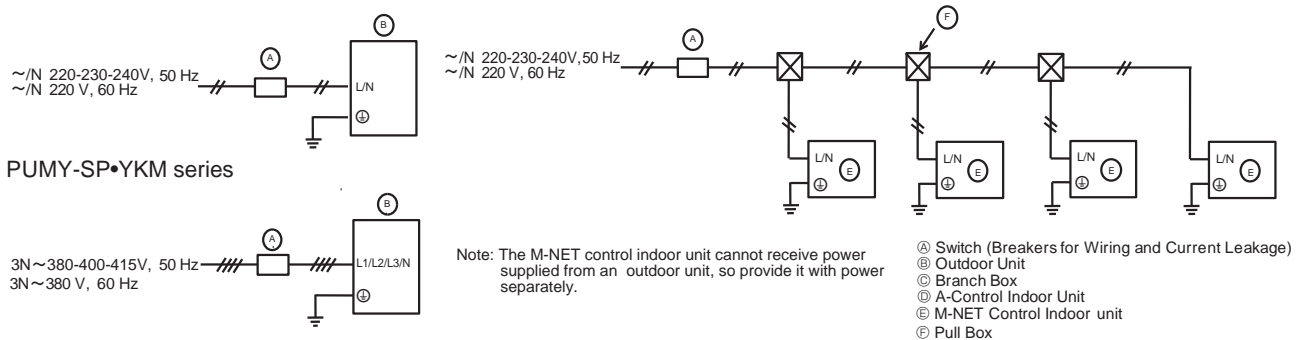 B
A
~/N 220-230-240V, 50 Hz
~/N 220 V, 60 Hz
L/N
PUMY-SP•YKM series
B
A
3N~380-400-415V, 50 Hz
3N~380 V, 60 Hz
L1/L2/L3/N
F
A
~/N 220-230-240V,50 Hz
~/N 220 V, 60 Hz
L/N
E
L/N
E
L/N
E
L/N
E
Note: The M-NET control indoor unit cannot receive power
supplied from an outdoor unit, so provide it with power
separately.
Ⓐ Switch (Breakers for Wiring and Current Leakage)
Ⓑ Outdoor Unit
Ⓒ Branch Box
Ⓓ A-Control Indoor Unit
Ⓔ M-NET Control Indoor unit
Ⓕ Pull Box